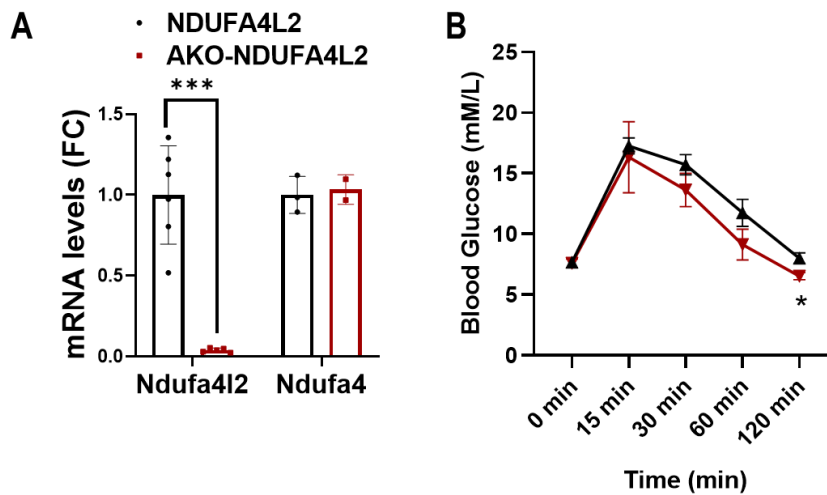 A
NDUFA4L2
AKO-NDUFA4L2
***
mRNA levels (FC)
1.5
1.0
0.5
0.0
Ndufa4l2
Ndufa4
B
Blood Glucose (mM/L)
25
20
15
10
5
0
*
0 min
15 min
30 min
60 min
120 min
Time (min)